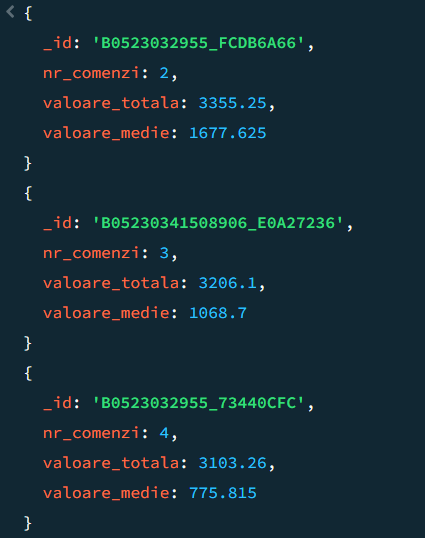 {
_id: 'B0523032955_FCDB6A66',
nr_comenzi: 2,
valoare_totala: 3355.25,
valoare_medie: 1677.625
}
{
_id: 'B05230341508906_E0A27236',
nr_comenzi: 3,
valoare_totala: 3206.1,
valoare_medie: 1068.7
}
{
_id: 'B0523032955_73440CFC',
nr_comenzi: 4,
valoare_totala: 3103.26,
valoare_medie: 775.815
}